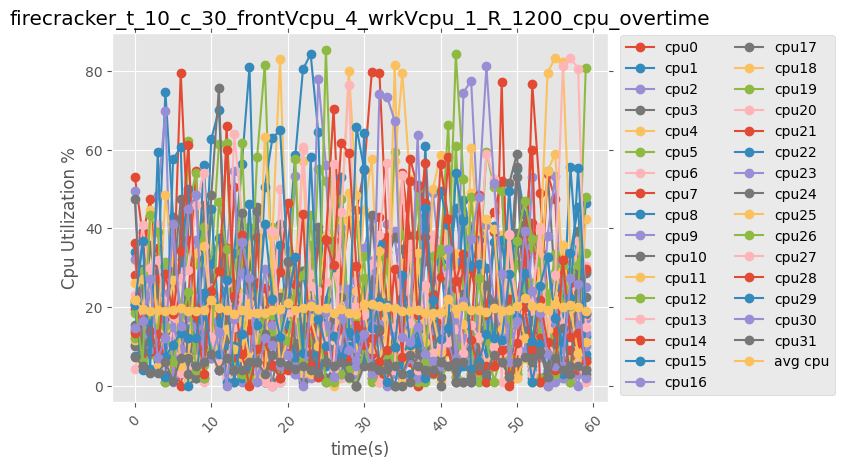 firecracker_t_10_c_30_frontVcpu_4_wrkVcpu_1_R_1200_cpu_overtime
Cpu Utilization %
80
60
40
20
0
0
10
20
30
40
50
60
time(s)
cpu0
cpu1
cpu2
cpu3
cpu4
cpu5
cpu6
cpu7
cpu8
cpu9
cpu10
cpu11
cpu12
cpu13
cpu14
cpu15
cpu16
cpu17
cpu18
cpu19
cpu20
cpu21
cpu22
cpu23
cpu24
cpu25
cpu26
cpu27
cpu28
cpu29
cpu30
cpu31
avg cpu